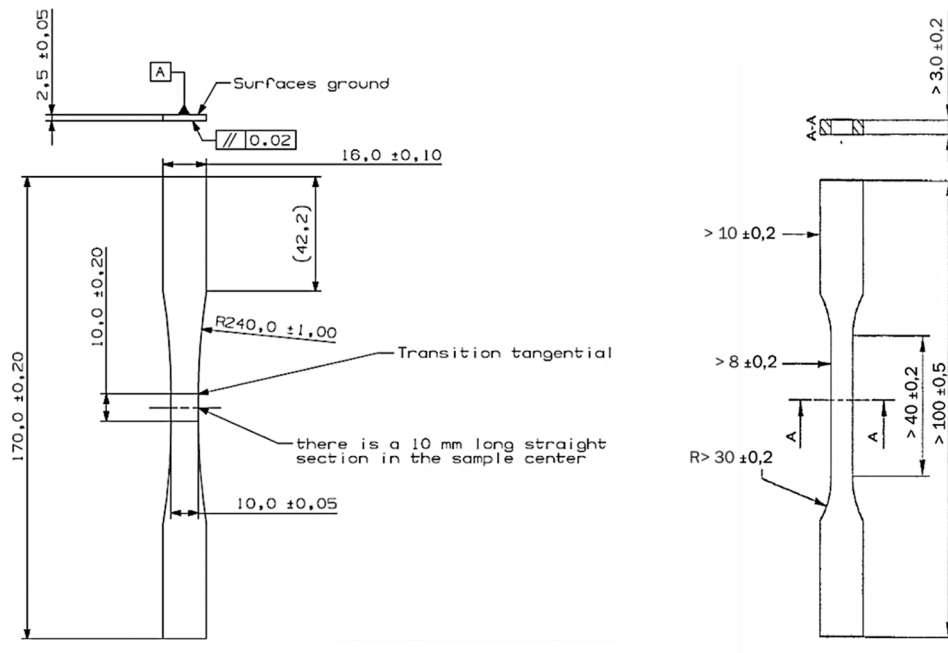 2,5 ±0,05
A
Surfaces ground
// 0.02
16,0 ±0,10
(42,2)
10,0 ±0,20
R240,0 ±1,00
Transition tangential
170,0 ±0,20
there is a 10 mm long straight
section in the sample center
10,0 ±0,05
> 3,0 ±0,2
A-A
> 10 ±0,2
> 8 ±0,2
> 40 ±0,2
> 100 ±0,5
A
A
R> 30 ±0,2